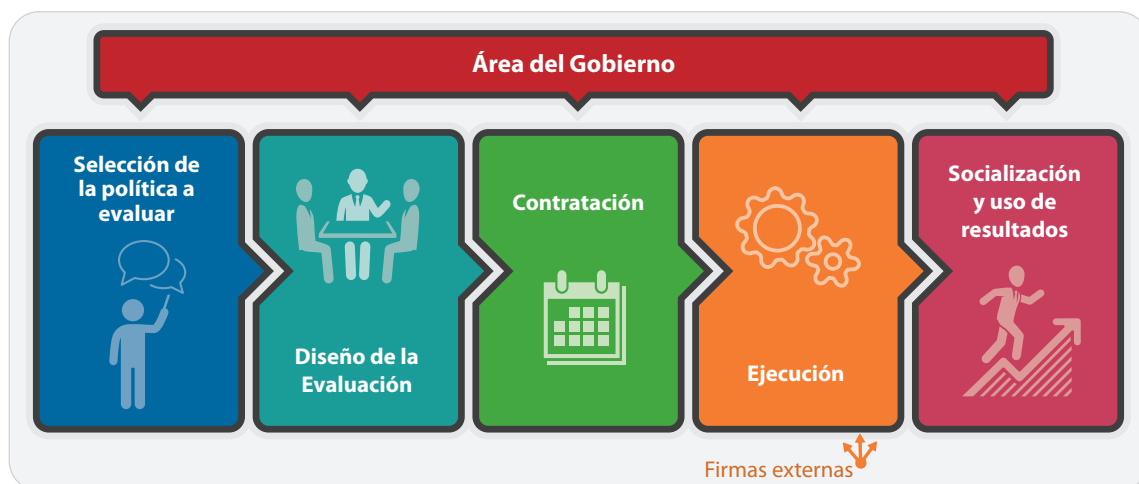 Área del Gobierno
Selección de
la política a
evaluar
Diseño de la
Evaluación
Contratación
Ejecución
Socialización
y uso de
resultados
Firmas externas